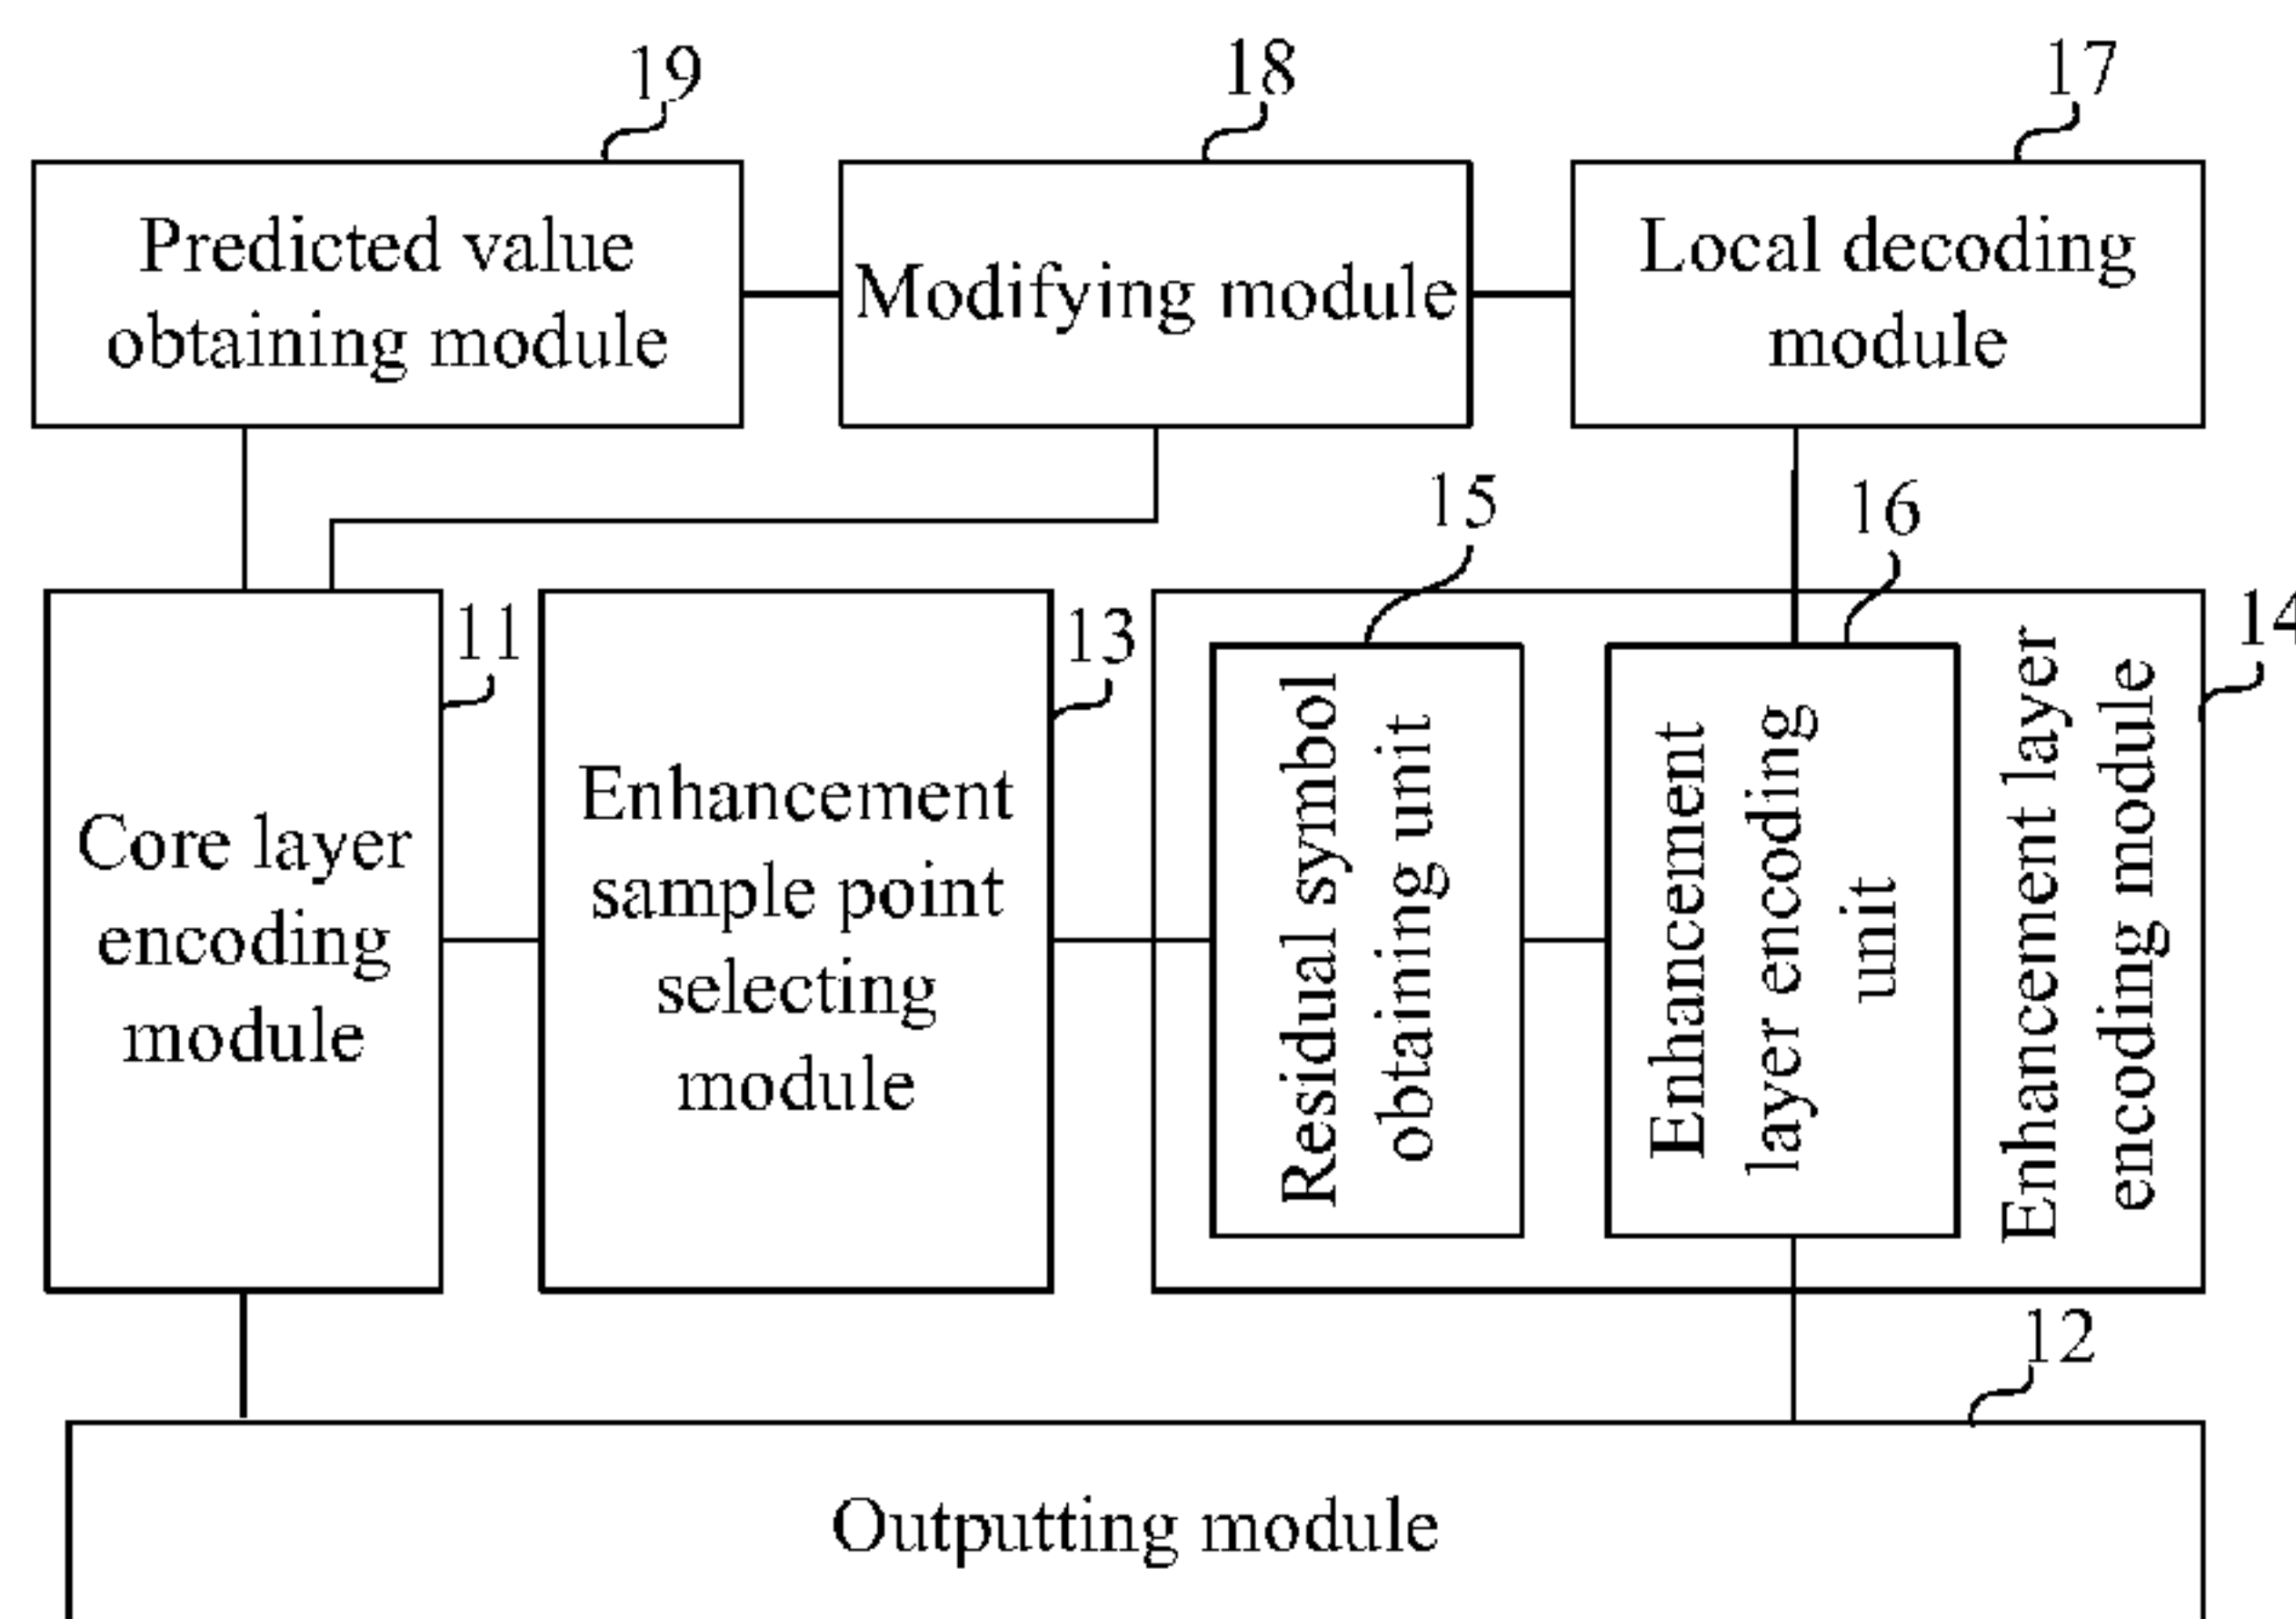 19
18
17
Predicted value
obtaining module
Modifying module
Local decoding
module
15
16
11
13
14
Core layer
encoding
module
Enhancement
sample point
selecting
module
Residual symbol
obtaining unit
Enhancement
layer encoding
unit
Enhancement layer
encoding module
12
Outputting module